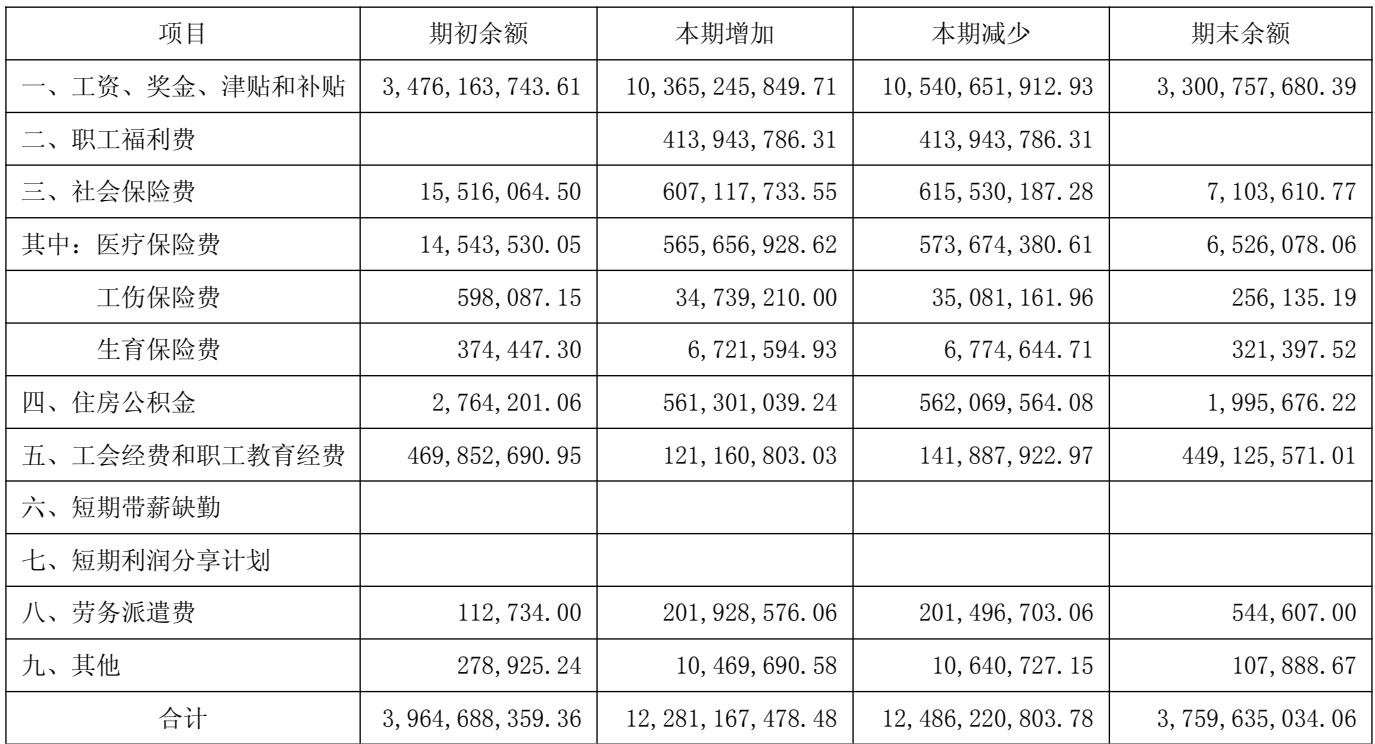 项目 期初余额 本期增加 本期减少 期末余额
一、工资、奖金、津贴和补贴 3,476,163,743.61 10,365,245,849.71 10,540,651,912.93 3,300,757,680.39
二、职工福利费 413,943,786.31 413,943,786.31
三、社会保险费 15,516,064.50 607,117,733.55 615,530,187.28 7,103,610.77
其中：医疗保险费 14,543,530.05 565,656,928.62 573,674,380.61 6,526,078.06
工伤保险费 598,087.15 34,739,210.00 35,081,161.96 256,135.19
生育保险费 374,447.30 6,721,594.93 6,774,644.71 321,397.52
四、住房公积金 2,764,201.06 561,301,039.24 562,069,564.08 1,995,676.22
五、工会经费和职工教育经费 469,852,690.95 121,160,803.03 141,887,922.97 449,125,571.01
六、短期带薪缺勤
七、短期利润分享计划
八、劳务派遣费 112,734.00 201,928,576.06 201,496,703.06 544,607.00
九、其他 278,925.24 10,469,690.58 10,640,727.15 107,888.67
合计 3,964,688,359.36 12,281,167,478.48 12,486,220,803.78 3,759,635,034.06